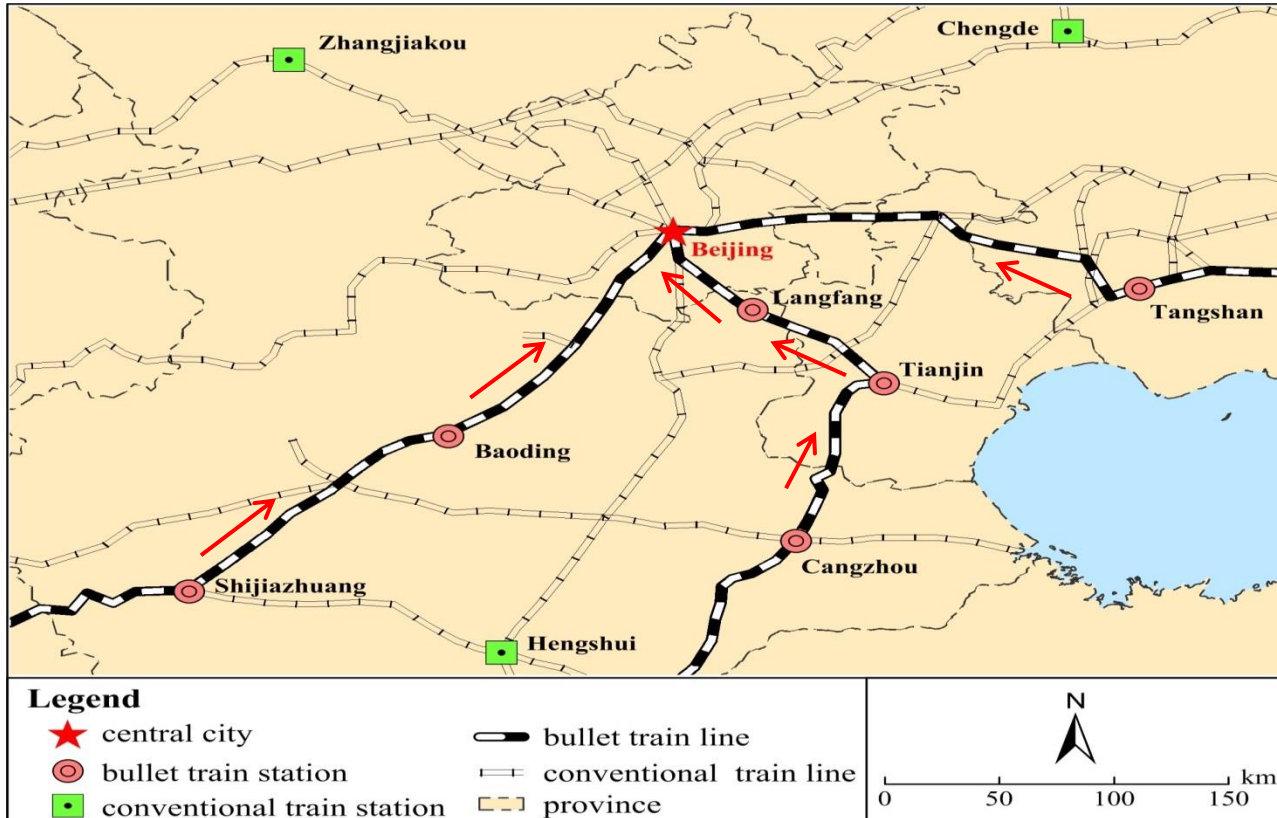 Zhangjiakou
Chengde
Beijing
Langfang
Tangshan
Tianjin
Baoding
Cangzhou
Shijiazhuang
Hengshui
Legend
central city
bullet train station
conventional train station
bullet train line
conventional train line
province
N
km
0 50 100 150